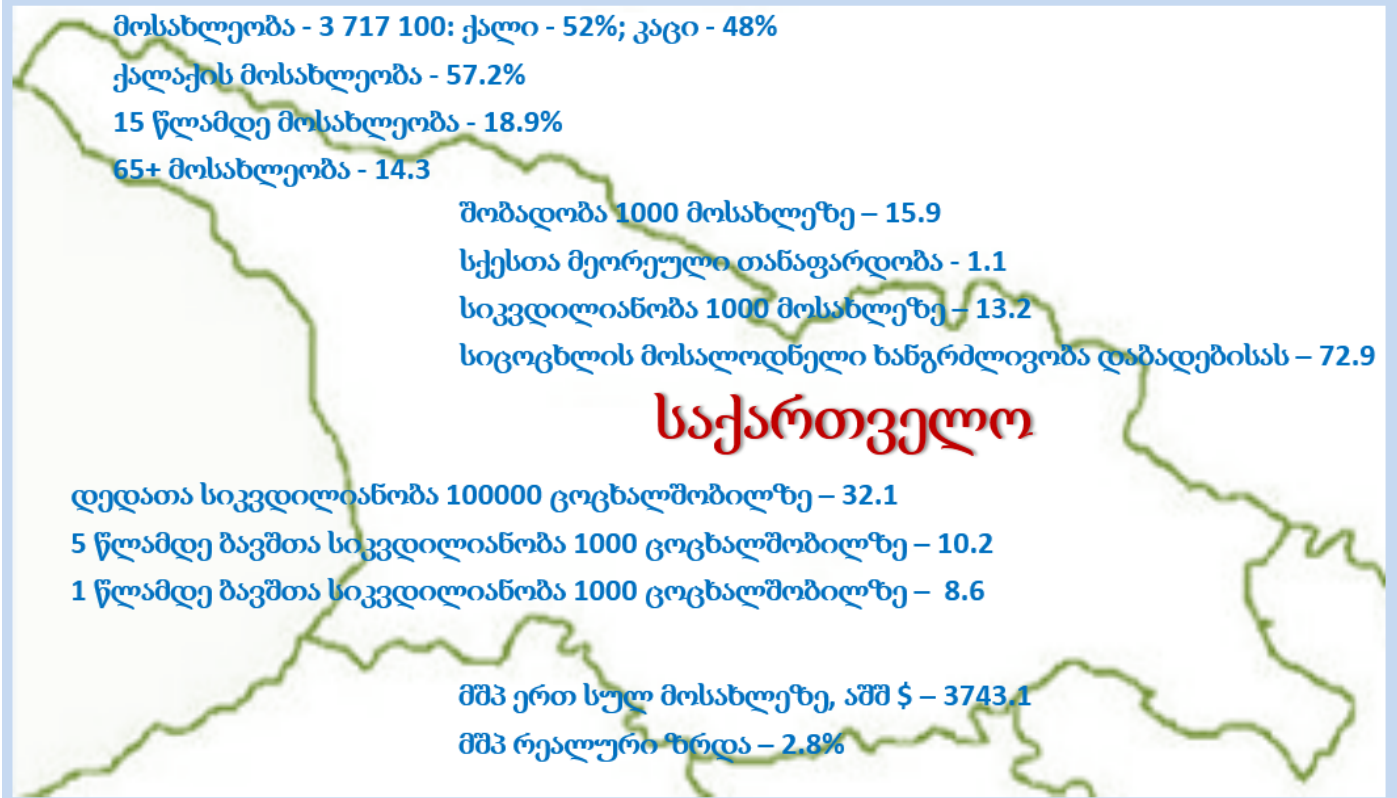 მოსახლეობა - 3 717 100: ქალი - 52%; კაცი - 48%
ქალაქის მოსახლეობა - 57.2%
15 წლამდე მოსახლეობა - 18.9%
65+ მოსახლეობა - 14.3
შობადობა 1000 მოსახლეზე – 15.9
სქესთა მეორეული თანაფარდობა - 1.1
სიკვდილიანობა 1000 მოსახლეზე – 13.2
სიცოცხლის მოსალოდნელი ხანგრძლივობა დაბადებისას – 72.9
საქართველო
დედათა სიკვდილიანობა 100000 ცოცხალშობილზე – 32.1
5 წლამდე ბავშთა სიკვდილიანობა 1000 ცოცხალშობილზე – 10.2
1 წლამდე ბავშთა სიკვდილიანობა 1000 ცოცხალშობილზე – 8.6
მშპ ერთ სულ მოსახლეზე, აშშ $ – 3743.1
მშპ რეალური ზრდა – 2.8%